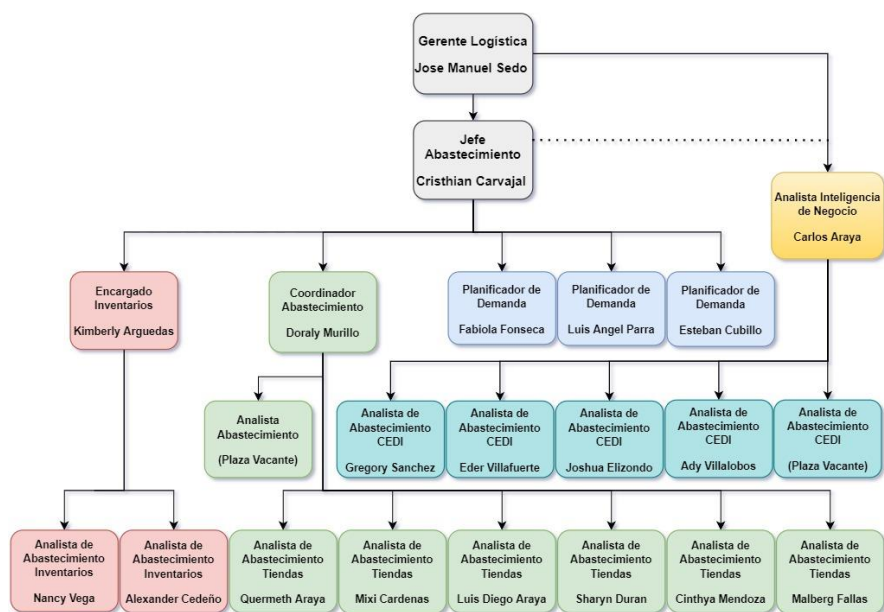 Gerente Logística
Jose Manuel Sedo
Jefe
Abastecimiento
Cristhian Carvajal
Analista Inteligencia
de Negocio
Carlos Araya
Encargado
Inventarios
Kimberly Arguedas
Coordinador
Abastecimiento
Doraly Murillo
Planificador de
Demanda
Fabiola Fonseca
Planificador de
Demanda
Luis Angel Parra
Planificador de
Demanda
Esteban Cubillo
Analista
Abastecimiento
(Plaza Vacante)
Analista de
Abastecimiento
CEDI
Gregory Sanchez
Analista de
Abastecimiento
CEDI
Eder Villafuerte
Analista de
Abastecimiento
CEDI
Joshua Elizondo
Analista de
Abastecimiento
CEDI
Ady Villalobos
Analista de
Abastecimiento
CEDI
(Plaza Vacante)
Analista de
Abastecimiento
Inventarios
Nancy Vega
Analista de
Abastecimiento
Inventarios
Alexander Cedeño
Analista de
Abastecimiento
Tiendas
Quermeth Araya
Analista de
Abastecimiento
Tiendas
Mixi Cardenas
Analista de
Abastecimiento
Tiendas
Luis Diego Araya
Analista de
Abastecimiento
Tiendas
Sharyn Duran
Analista de
Abastecimiento
Tiendas
Cinthya Mendoza
Analista de
Abastecimiento
Tiendas
Malberg Fallas